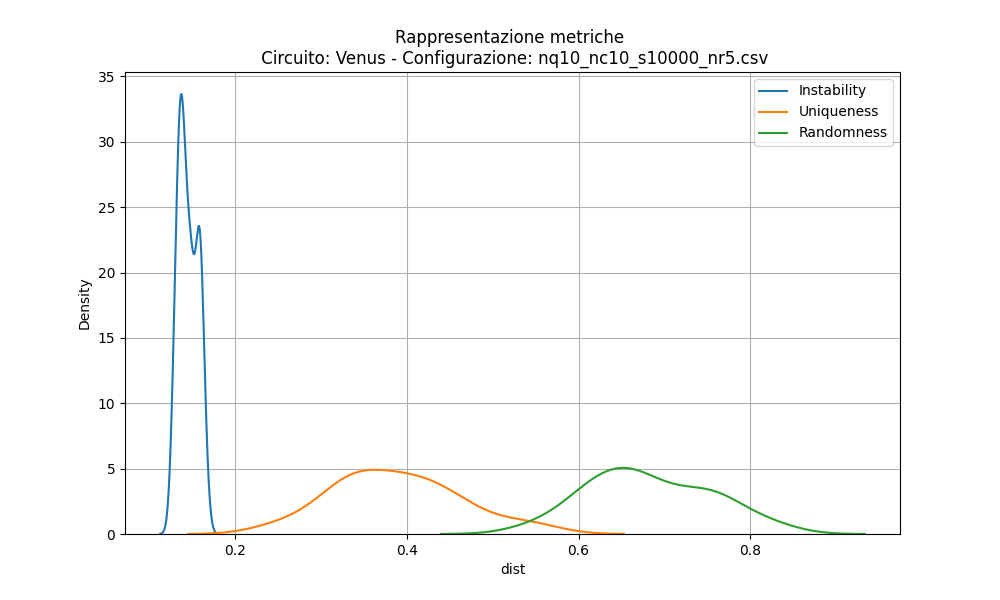 Rappresentazione metriche
Circuito: Venus - Configurazione: nq10_nc10_s10000_nr5.csv
Instability
Uniqueness
Randomness
35
30
25
20
15
10
5
0
Density
0.2 0.4 0.6 0.8
dist